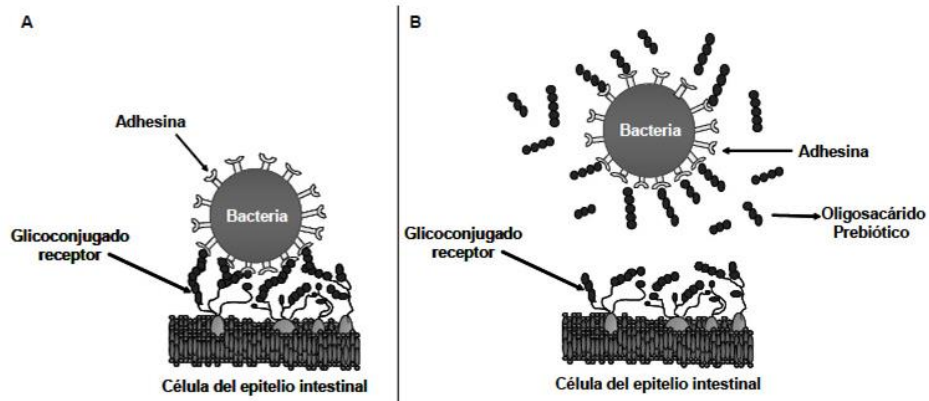 A
Adhesina
Bacteria
Glicoconjugado
receptor
Célula del epitelio intestinal
B
Bacteria
Adhesina
Oligosacárido
Prebiótico
Glicoconjugado
receptor
Célula del epitelio intestinal